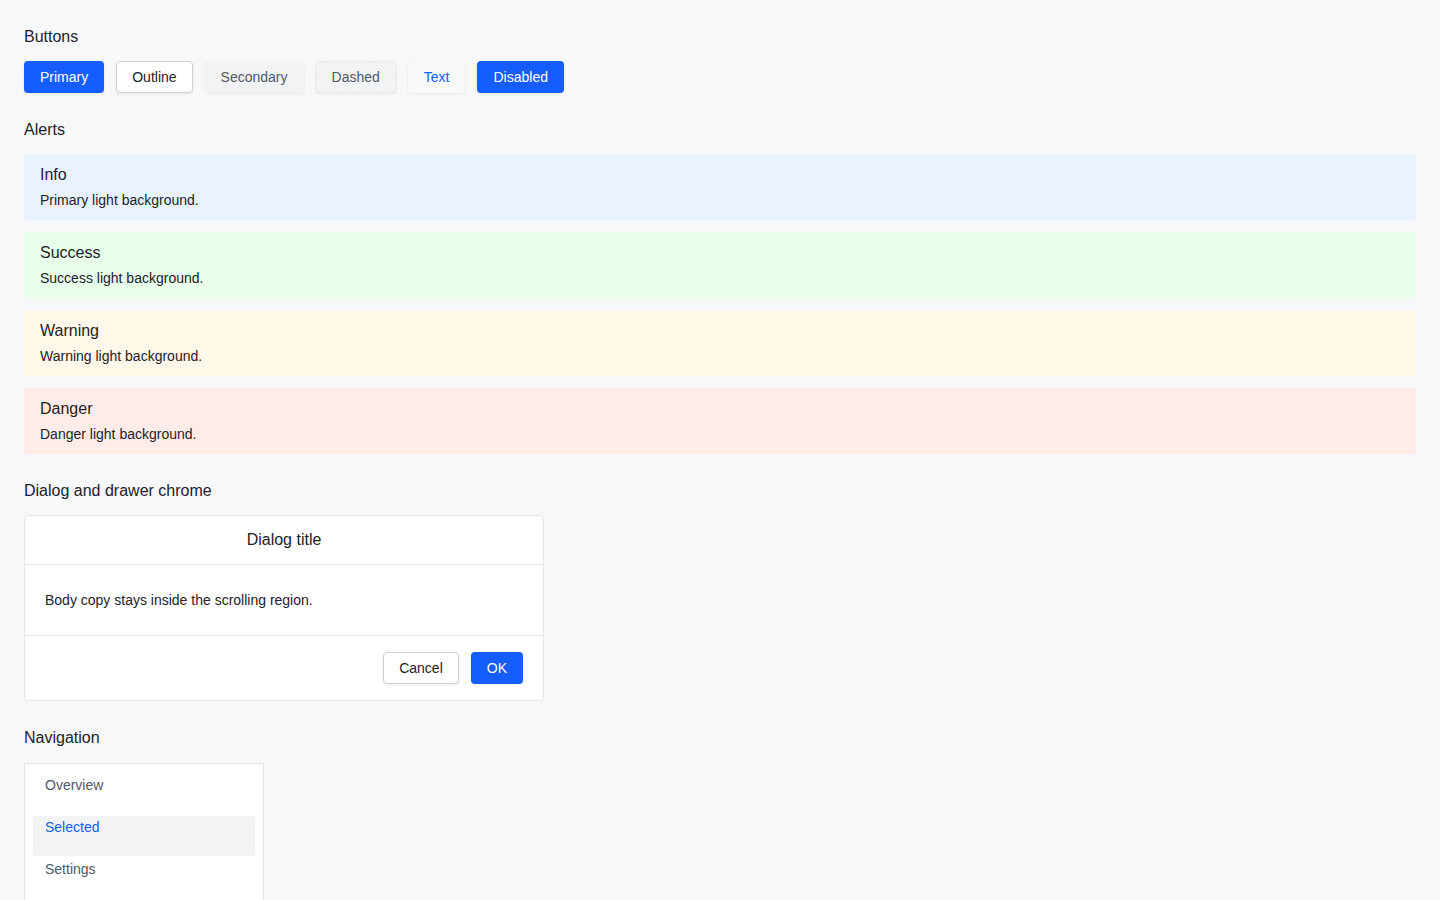 Buttons
Primary Outline Secondary Dashed Text Disabled
Alerts
Info
Primary light background.
Success
Success light background.
Warning
Warning light background.
Danger
Danger light background.
Dialog and drawer chrome
Dialog title
Body copy stays inside the scrolling region.
Cancel OK
Navigation
Overview
Selected
Settings